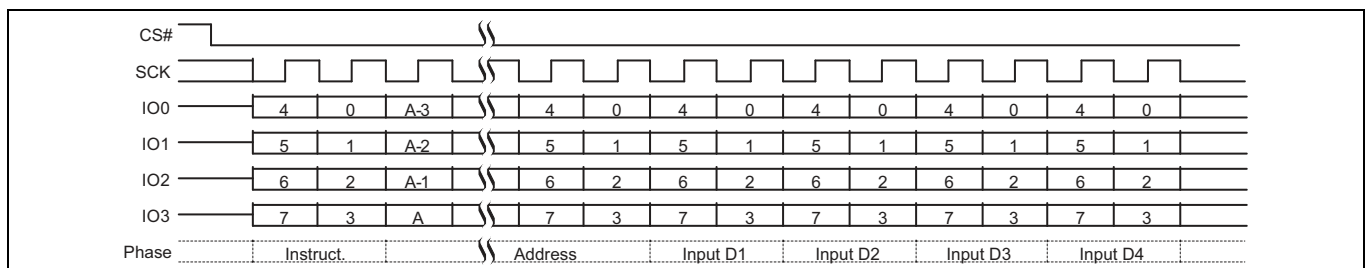 CS#
SCK
IO0 4 0 A-3 4 0 4 0 4 0 4 0 4 0
IO1 5 1 A-2 5 1 5 1 5 1 5 1 5 1
IO2 6 2 A-1 6 2 6 2 6 2 6 2 6 2
IO3 7 3 A 7 3 7 3 7 3 7 3 7 3
Phase Instruct. Address Input D1 Input D2 Input D3 Input D4